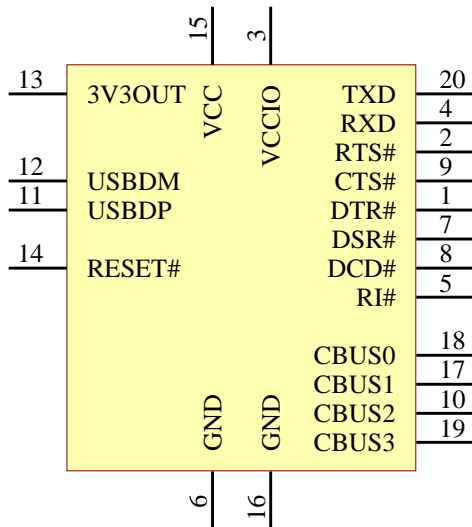 15 3
13 3V3OUT VCC VCCIO TXD 20
RXD 4
RTS# 2
12 USBDM CTS# 9
11 USBDP DTR# 1
DSR# 7
14 RESET# DCD# 8
RI# 5
CBUS0 18
CBUS1 17
GND GND CBUS2 10
CBUS3 19
6 16